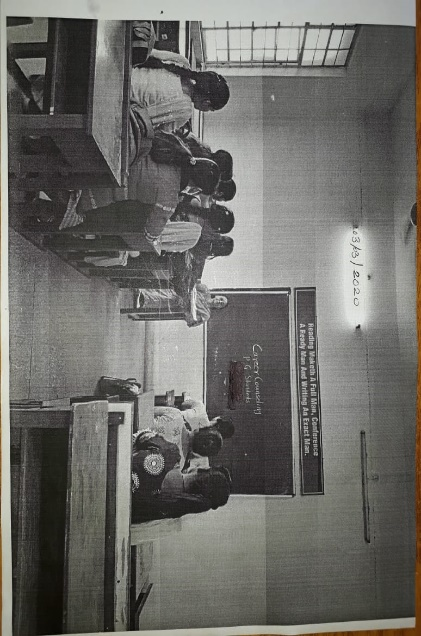 03/03/2020
Reading Maketh A Full Man, Conference
A Ready Man And Writing An Exact Man.
Career Counseling
P.G. Students